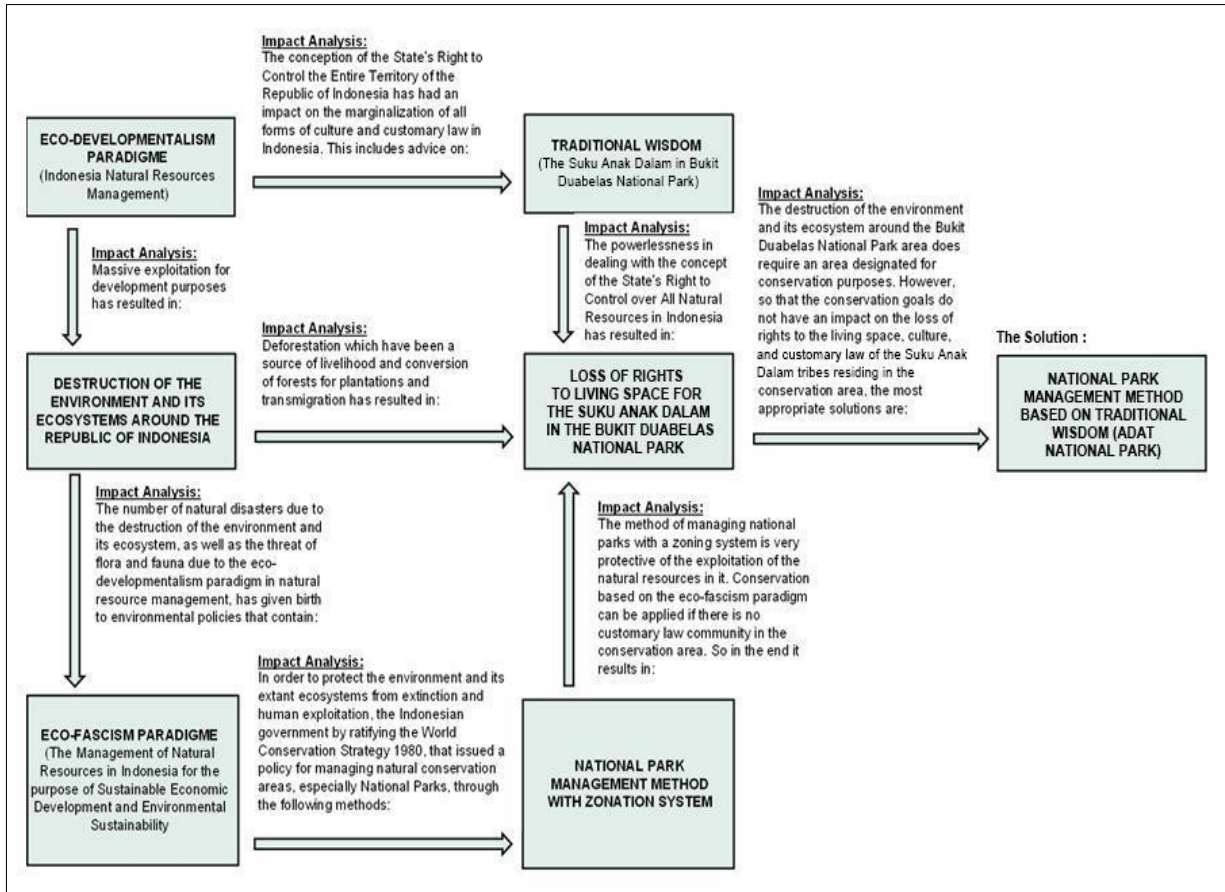 Impact Analysis:
The conception of the State's Right to
Control the Entire Territory of the
Republic of Indonesia has had an
impact on the marginalization of all
forms of culture and customary law in
Indonesia. This includes advice on:
ECO-DEVELOPMENTALISM
PARADIGME
(Indonesia Natural Resources
Management)
TRADITIONAL WISDOM
(The Suku Anak Dalam in Bukit
Duabelas National Park)
Impact Analysis:
Massive exploitation for
development purposes
has resulted in:
Impact Analysis:
The powerlessness in
dealing with the concept
of the State's Right to
Control over All Natural
Resources in Indonesia
has resulted in:
Impact Analysis:
The destruction of the environment
and its ecosystem around the Bukit
Duabelas National Park area does
require an area designated for
conservation purposes. However,
so that the conservation goals do
not have an impact on the loss of
rights to the living space, culture,
and customary law of the Suku Anak
Dalam tribes residing in the
conservation area, the most
appropriate solutions are:
Impact Analysis:
Deforestation which have been a
source of livelihood and conversion
of forests for plantations and
transmigration has resulted in:
DESTRUCTION OF THE
ENVIRONMENT AND ITS
ECOSYSTEMS AROUND THE
REPUBLIC OF INDONESIA
LOSS OF RIGHTS
TO LIVING SPACE FOR
THE SUKU ANAK DALAM
IN THE BUKIT DUABELAS
NATIONAL PARK
The Solution :
NATIONAL PARK
MANAGEMENT METHOD
BASED ON TRADITIONAL
WISDOM (ADAT
NATIONAL PARK)
Impact Analysis:
The number of natural disasters due to
the destruction of the environment and
its ecosystem, as well as the threat of
flora and fauna due to the eco-
developmentalism paradigm in natural
resource management, has given birth
to environmental policies that contain:
Impact Analysis:
The method of managing national
parks with a zoning system is very
protective of the exploitation of the
natural resources in it. Conservation
based on the eco-fascism paradigm
can be applied if there is no
customary law community in the
conservation area. So in the end it
results in:
Impact Analysis:
In order to protect the environment and its
extant ecosystems from extinction and
human exploitation, the Indonesian
government by ratifying the World
Conservation Strategy 1980, that issued a
policy for managing natural conservation
areas, especially National Parks, through
the following methods:
ECO-FASCISM PARADIGME
(The Management of Natural
Resources in Indonesia for the
purpose of Sustainable Economic
Development and Environmental
Sustainability
NATIONAL PARK
MANAGEMENT METHOD
WITH ZONATION SYSTEM